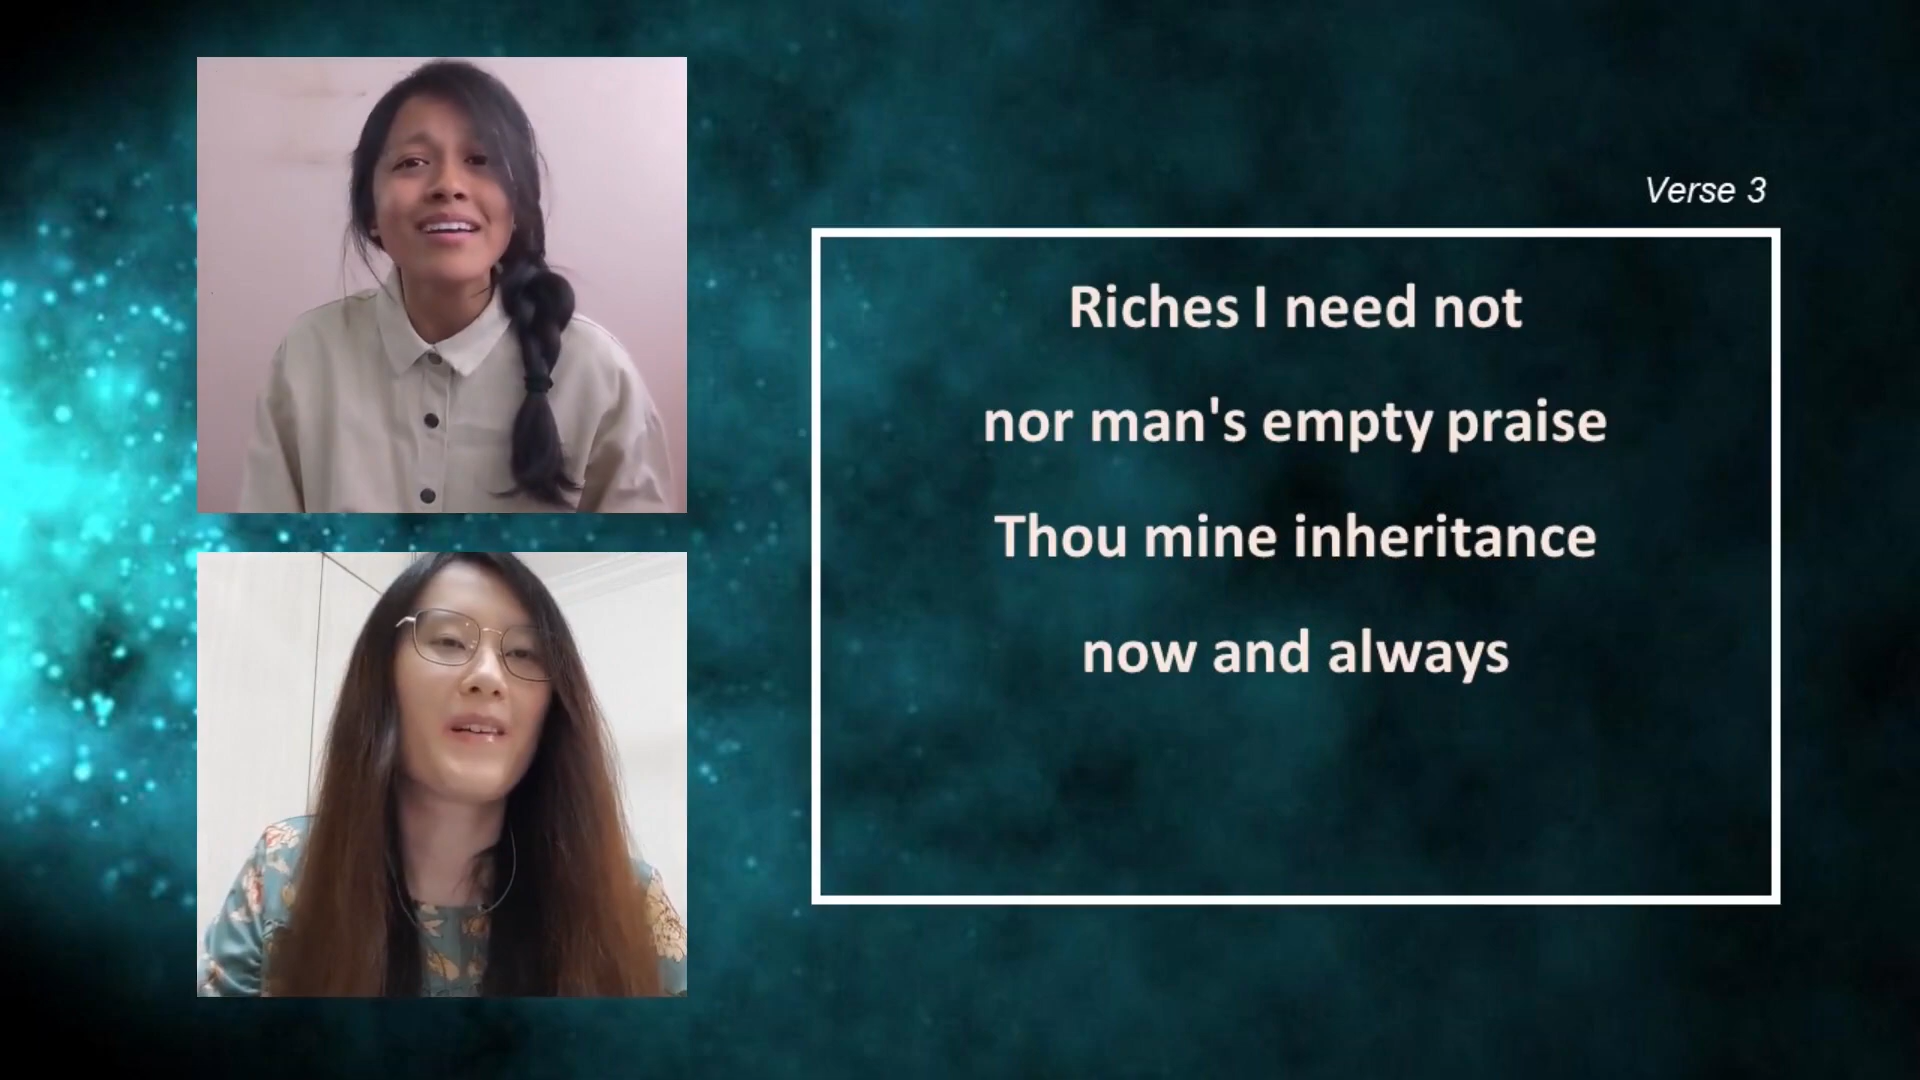 Verse 3
Riches I need not
nor man's empty praise
Thou mine inheritance
now and always